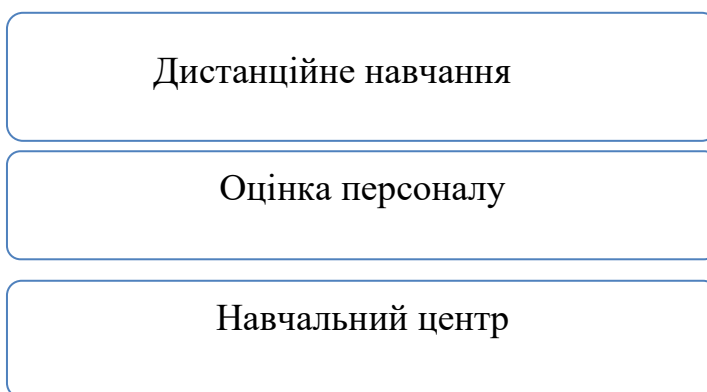 Дистанційне навчання
Оцінка персоналу
Навчальний центр